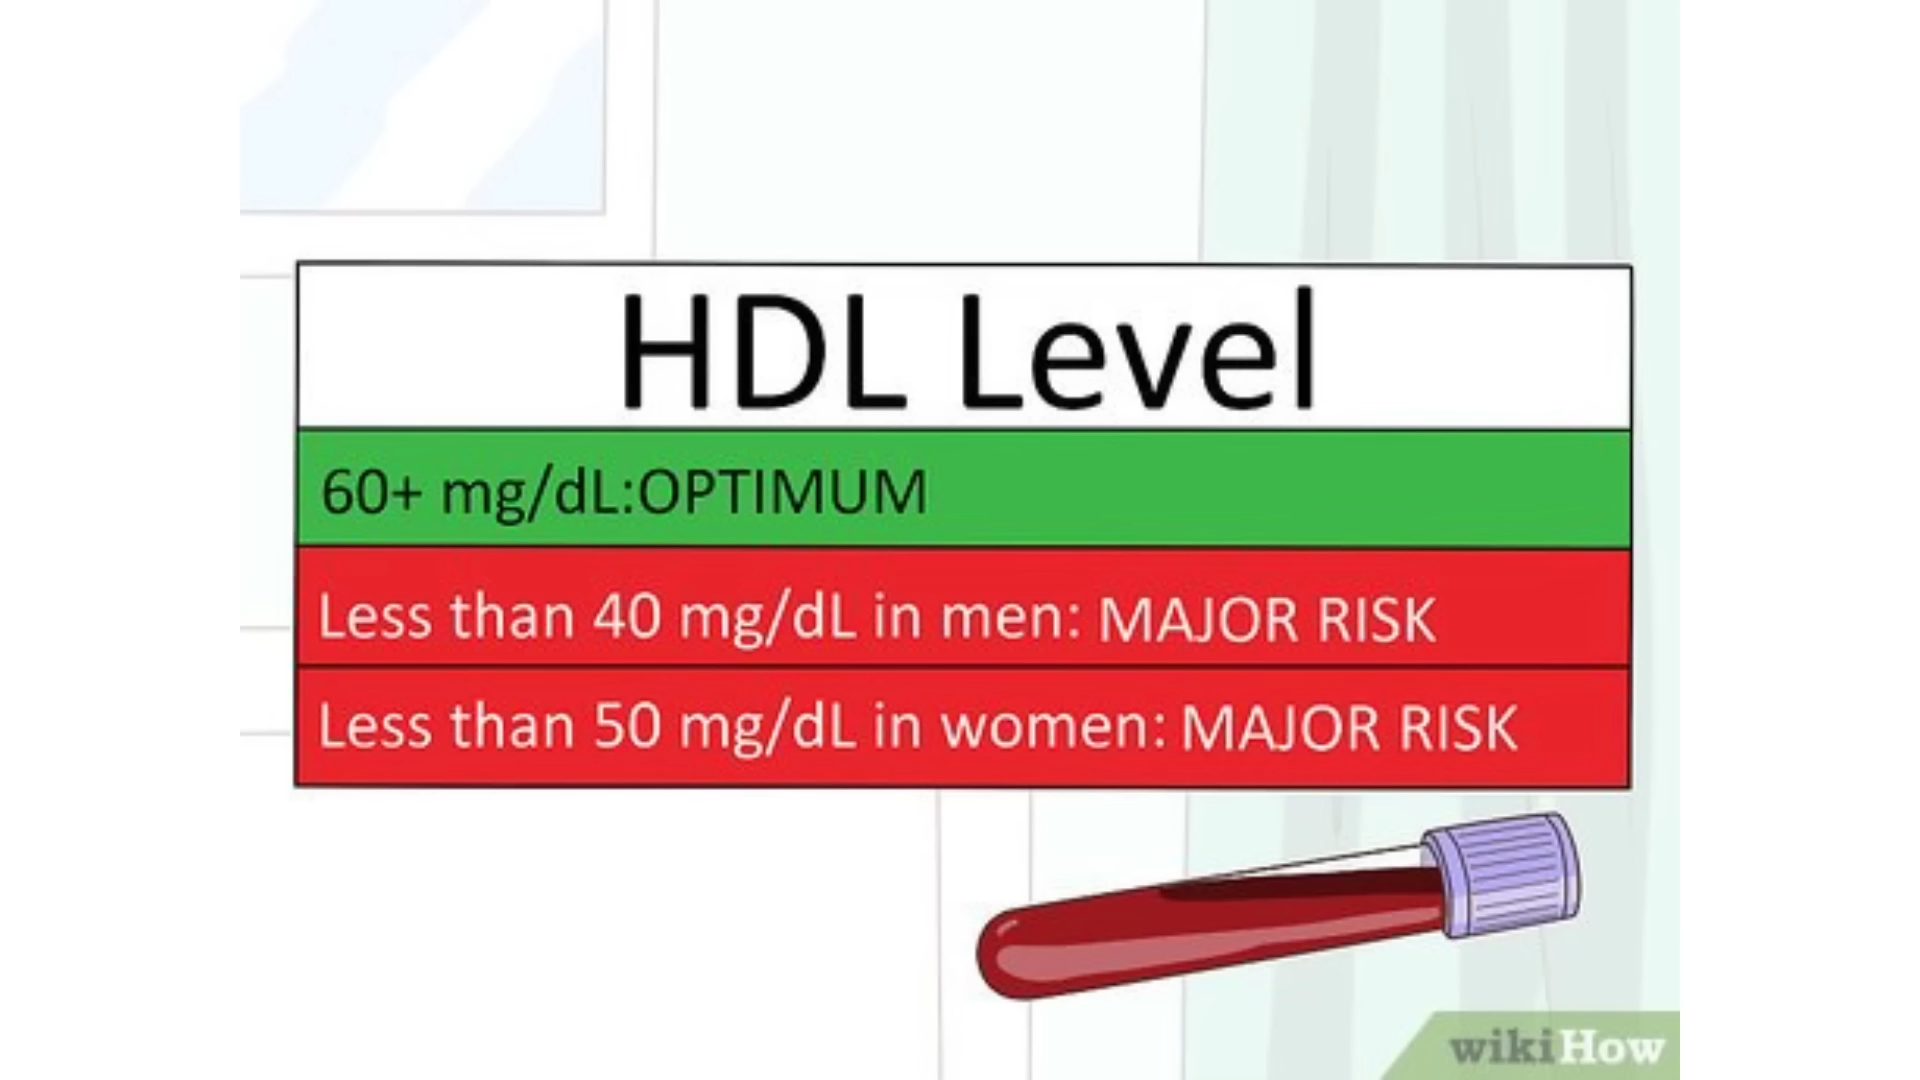 HDL Level
60+ mg/dL:OPTIMUM
Less than 40 mg/dL in men: MAJOR RISK
Less than 50 mg/dL in women: MAJOR RISK
wikiHow